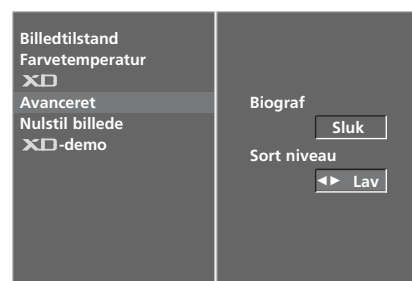 Billedtilstand
Farvetemperatur
XD
Avanceret
Nulstil billede
XD-demo
Biograf
Sluk
Sort niveau
◄► Lav